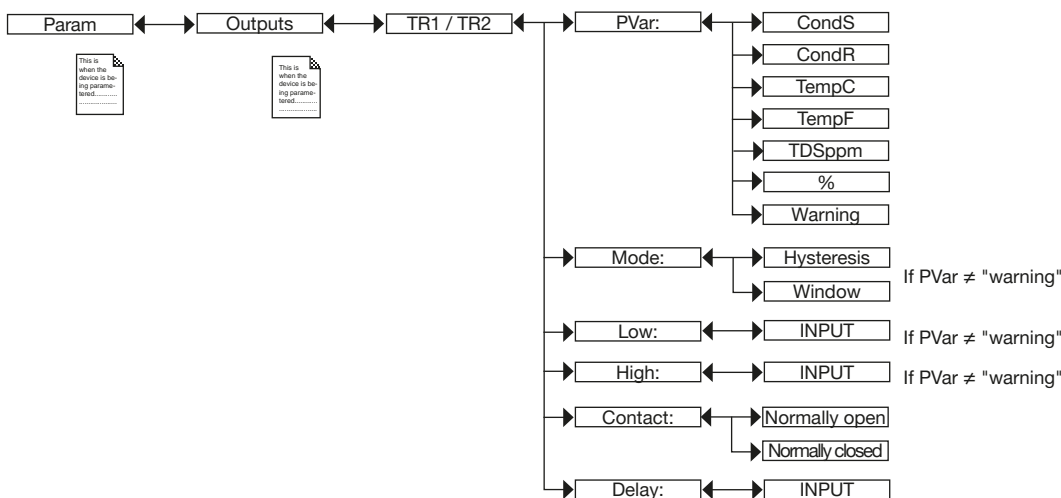 Param
Outputs
TR1 / TR2
PVar:
CondS
CondR
TempC
TempF
TDSppm
%
Warning
This is
when the
device is be-
ing parame-
tered............
.....................
This is
when the
device is be-
ing parame-
tered............
.....................
Mode:
Hysteresis
Window
If PVar ≠ "warning"
Low:
INPUT
If PVar ≠ "warning"
High:
INPUT
If PVar ≠ "warning"
Contact:
Normally open
Normally closed
Delay:
INPUT